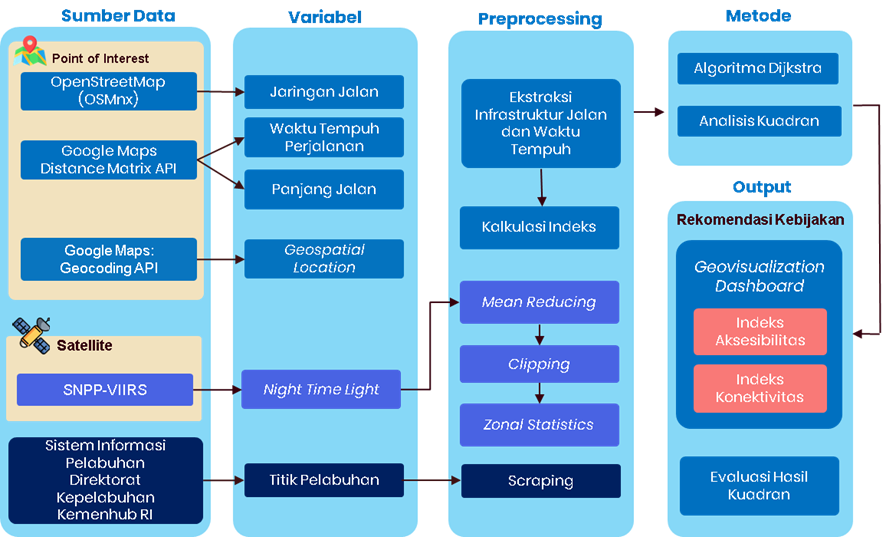 Sumber Data
Point of Interest
OpenStreetMap
(OSMnx)
Google Maps
Distance Matrix API
Google Maps:
Geocoding API
Satellite
SNPP-VIIRS
Sistem Informasi
Pelabuhan
Direktorat
Kepelabuhan
Kemenhub RI
Variabel
Jaringan Jalan
Waktu Tempuh
Perjalanan
Panjang Jalan
Geospatial
Location
Night Time Light
Titik Pelabuhan
Preprocessing
Ekstraksi
Infrastruktur Jalan
dan Waktu
Tempuh
Kalkulasi Indeks
Mean Reducing
Clipping
Zonal Statistics
Scraping
Metode
Algoritma Dijkstra
Analisis Kuadran
Output
Rekomendasi Kebijakan
Geovisualization
Dashboard
Indeks
Aksesibilitas
Indeks
Konektivitas
Evaluasi Hasil
Kuadran